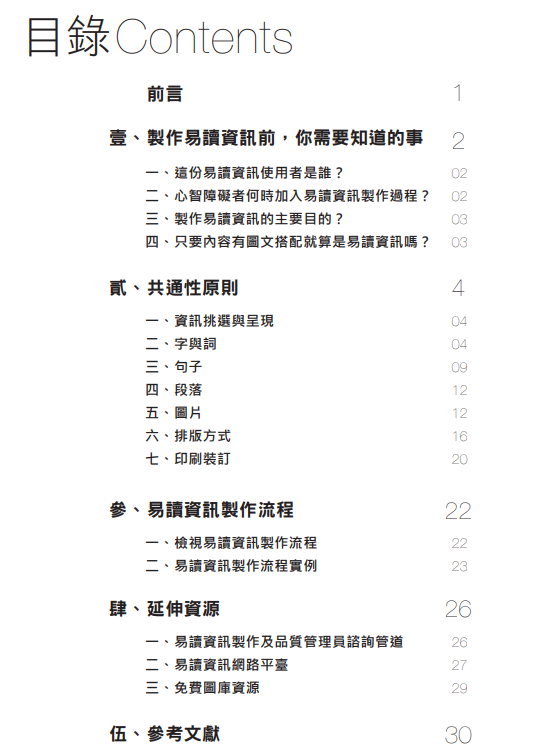 目錄Contents
前言 1
壹、製作易讀資訊前，你需要知道的事 2
一、這份易讀資訊使用者是誰？ 02
二、心智障礙者何時加入易讀資訊製作過程？ 02
三、製作易讀資訊的主要目的？ 03
四、只要內容有圖文搭配就算是易讀資訊嗎？ 03
貳、共通性原則 4
一、資訊挑選與呈現 04
二、字與詞 04
三、句子 09
四、段落 12
五、圖片 12
六、排版方式 16
七、印刷裝訂 20
參、易讀資訊製作流程 22
一、檢視易讀資訊製作流程 22
二、易讀資訊製作流程實例 23
肆、延伸資源 26
一、易讀資訊製作及品質管理員諮詢管道 26
二、易讀資訊網路平臺 27
三、免費圖庫資源 29
伍、參考文獻 30